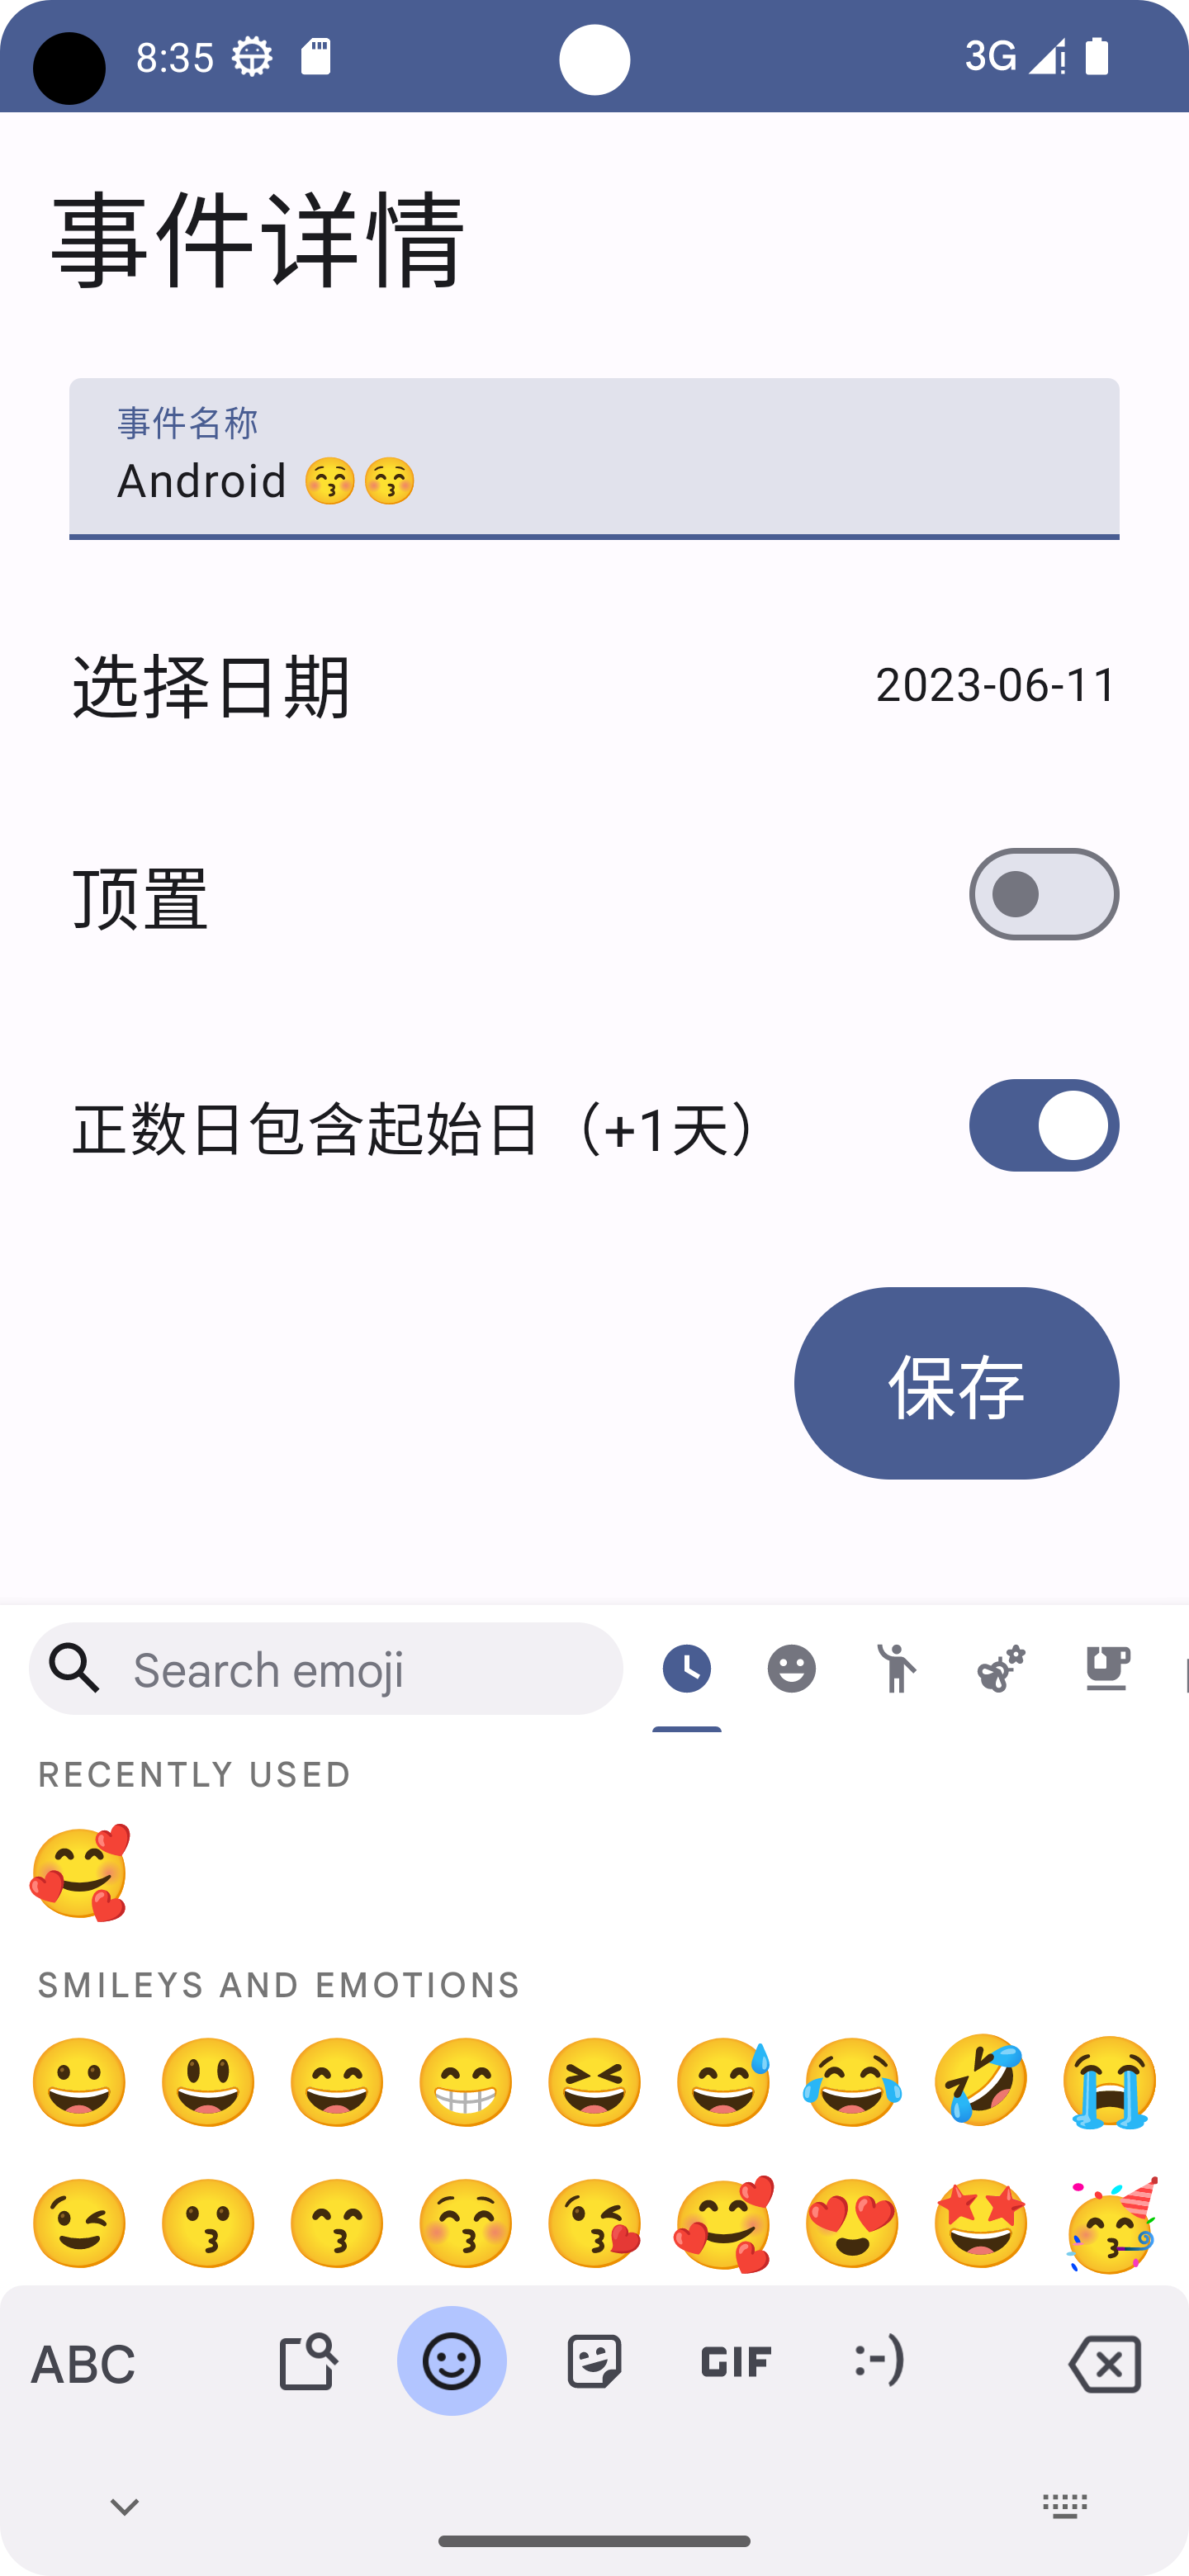 8:35
3G
事件详情
事件名称
Android 😚😚
选择日期
2023-06-11
顶置
正数日包含起始日（+1天）
保存
Search emoji
RECENTLY USED
SMILEYS AND EMOTIONS
ABC
GIF
:-)